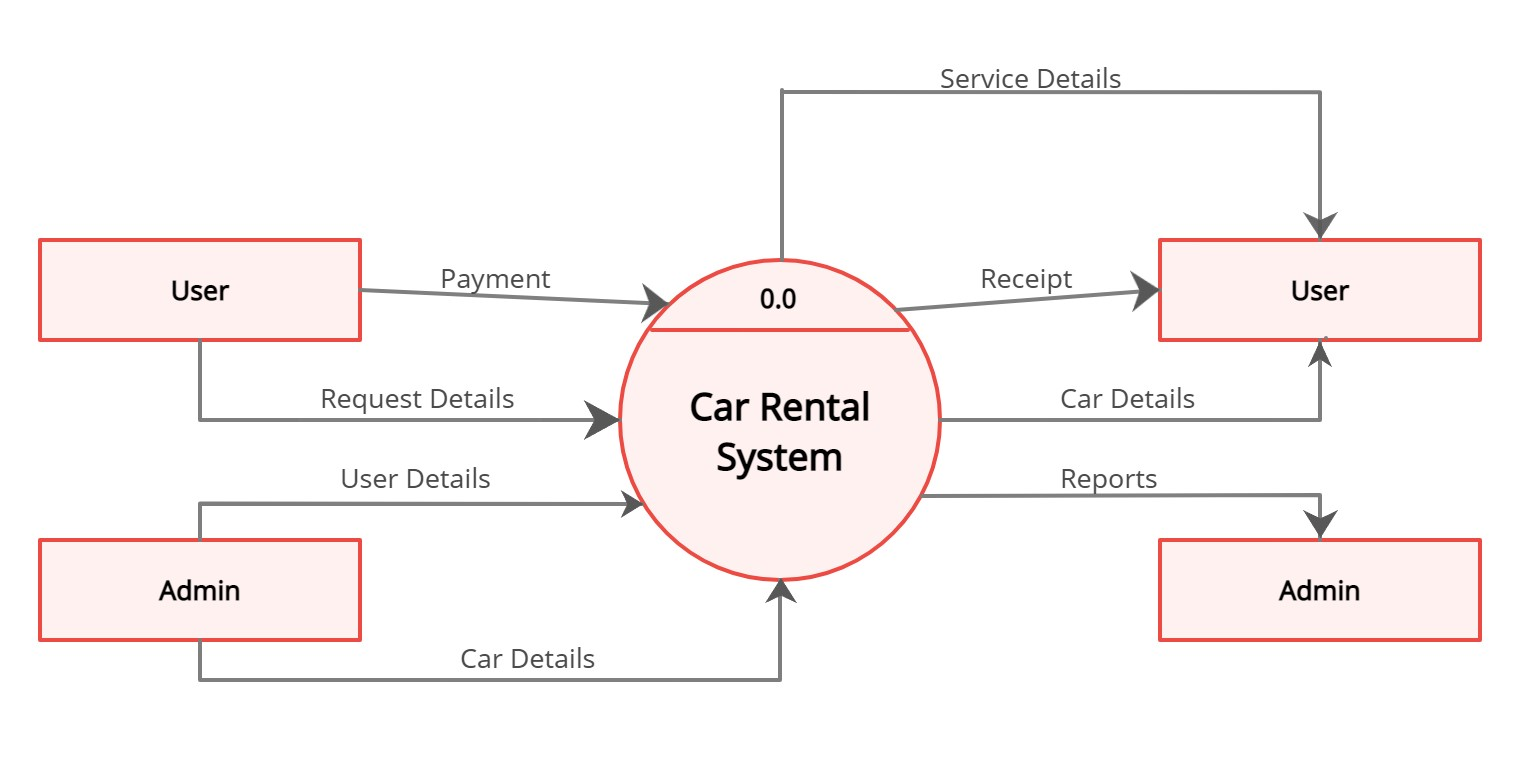 Service Details
User
Payment
0.0
Receipt
User
Request Details
Car Rental
System
Car Details
User Details
Reports
Admin
Admin
Car Details